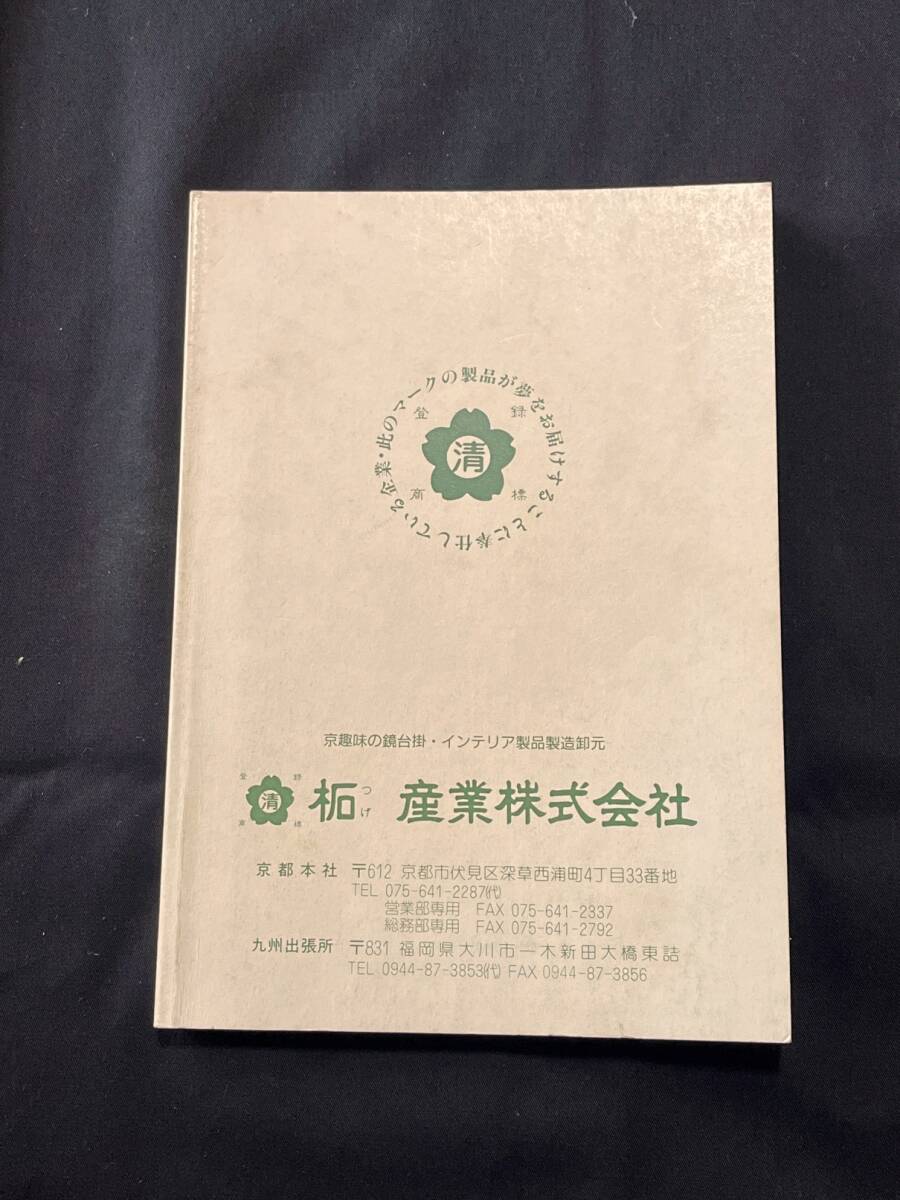 此のマークの製品が夢をお届けすることに奉仕している企業・
登録
清
商標
京趣味の鏡台掛・インテリア製品製造卸元
登録
清
商標
柘つげ 産業株式会社
京都本社 〒612 京都市伏見区深草西浦町4丁目33番地
TEL 075-641-2287㈹
営業部専用 FAX 075-641-2337
総務部専用 FAX 075-641-2792
九州出張所 〒831 福岡県大川市一木新田大橋東詰
TEL 0944-87-3853㈹ FAX 0944-87-3856